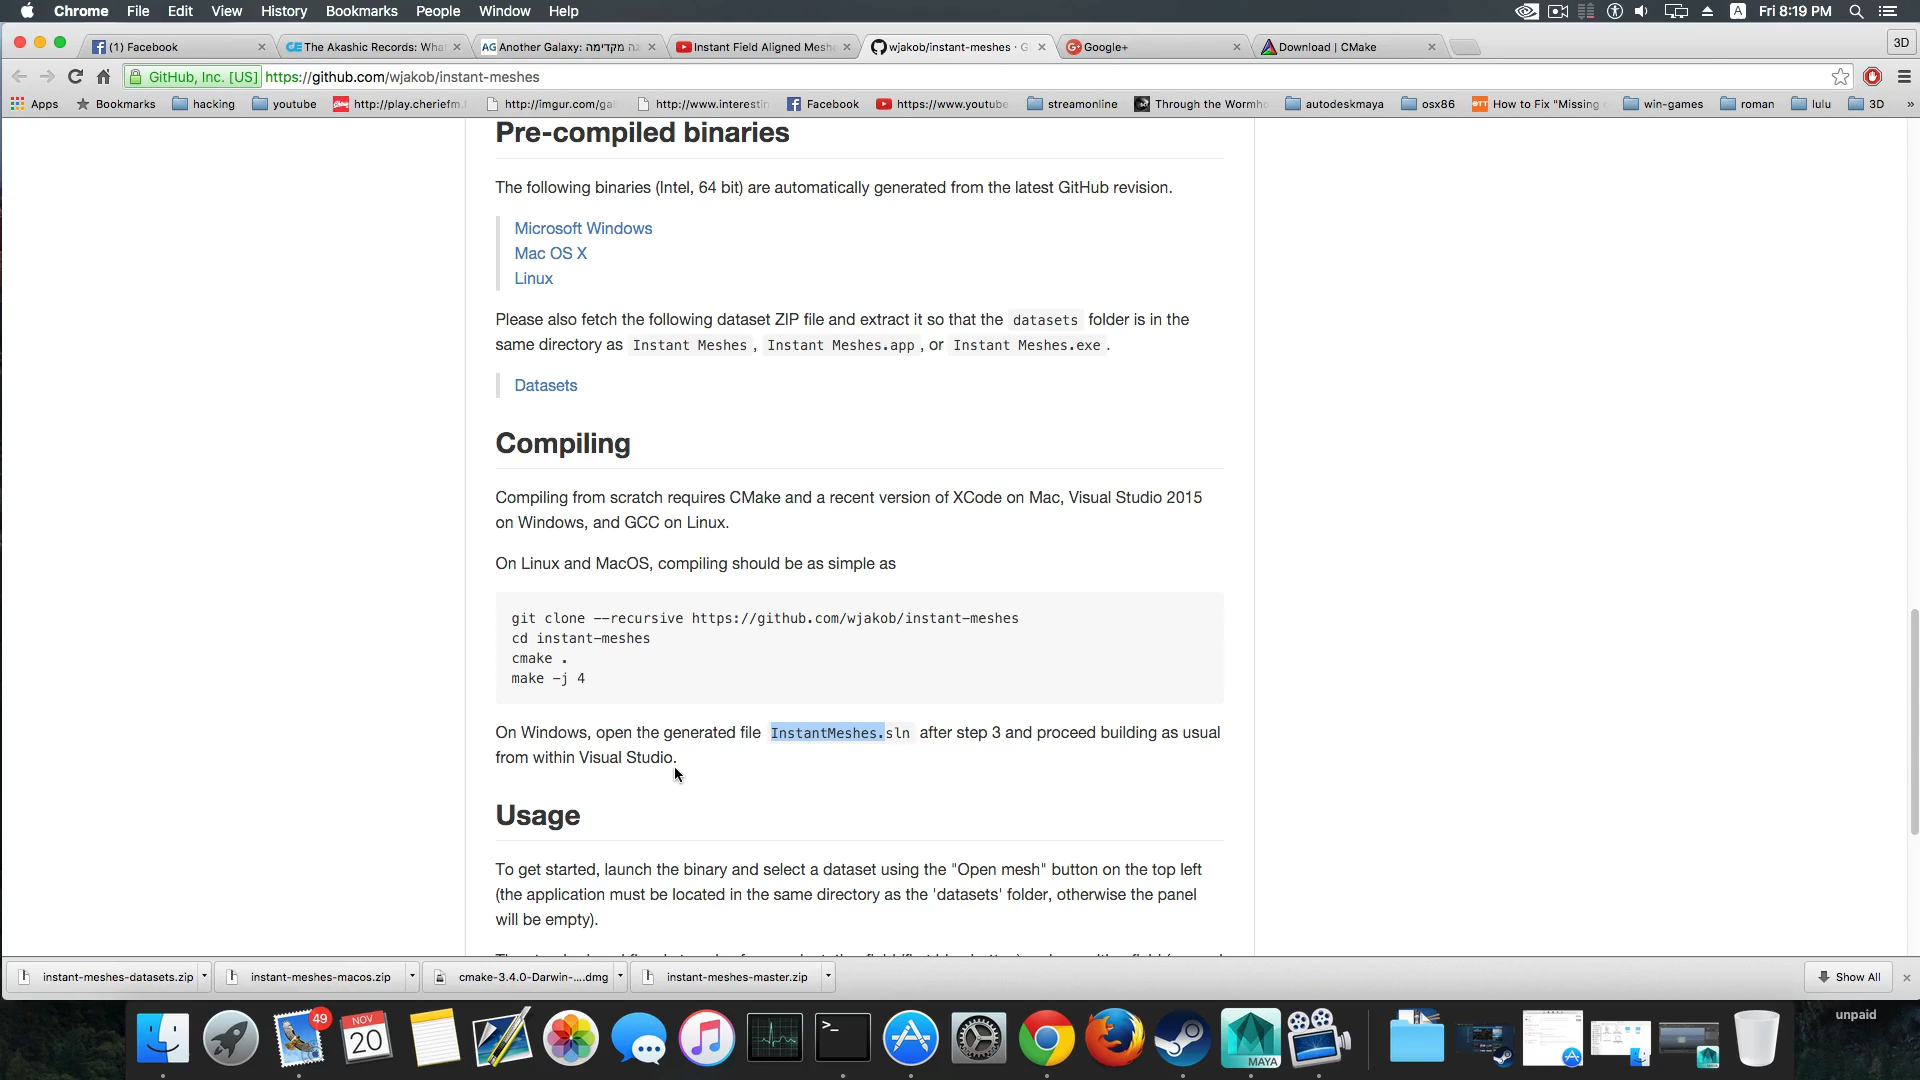 Chrome File Edit View History Bookmarks People Window Help
A Fri 8:19 PM
(1) Facebook
The Akashic Records: Wha
Another Galaxy: גה מקדימה
Instant Field Aligned Meshe
wjakob/instant-meshes · G
Google+
Download | CMake
3D
GitHub, Inc. [US] https://github.com/wjakob/instant-meshes
Apps Bookmarks hacking youtube http://play.cheriefm.f http://imgur.com/gal http://www.interestin Facebook https://www.youtube streamonline Through the Wormh autodeskmaya osx86 How to Fix "Missing win-games roman lulu 3D »
Pre-compiled binaries
The following binaries (Intel, 64 bit) are automatically generated from the latest GitHub revision.
Microsoft Windows
Mac OS X
Linux
Please also fetch the following dataset ZIP file and extract it so that the datasets folder is in the
same directory as Instant Meshes, Instant Meshes.app, or Instant Meshes.exe.
Datasets
Compiling
Compiling from scratch requires CMake and a recent version of XCode on Mac, Visual Studio 2015
on Windows, and GCC on Linux.
On Linux and MacOS, compiling should be as simple as
git clone --recursive https://github.com/wjakob/instant-meshes
cd instant-meshes
cmake .
make -j 4
On Windows, open the generated file InstantMeshes.sln after step 3 and proceed building as usual
from within Visual Studio.
Usage
To get started, launch the binary and select a dataset using the "Open mesh" button on the top left
(the application must be located in the same directory as the 'datasets' folder, otherwise the panel
will be empty).
instant-meshes-datasets.zip
instant-meshes-macos.zip
cmake-3.4.0-Darwin-....dmg
instant-meshes-master.zip
Show All
49
NOV
20
MAYA
unpaid